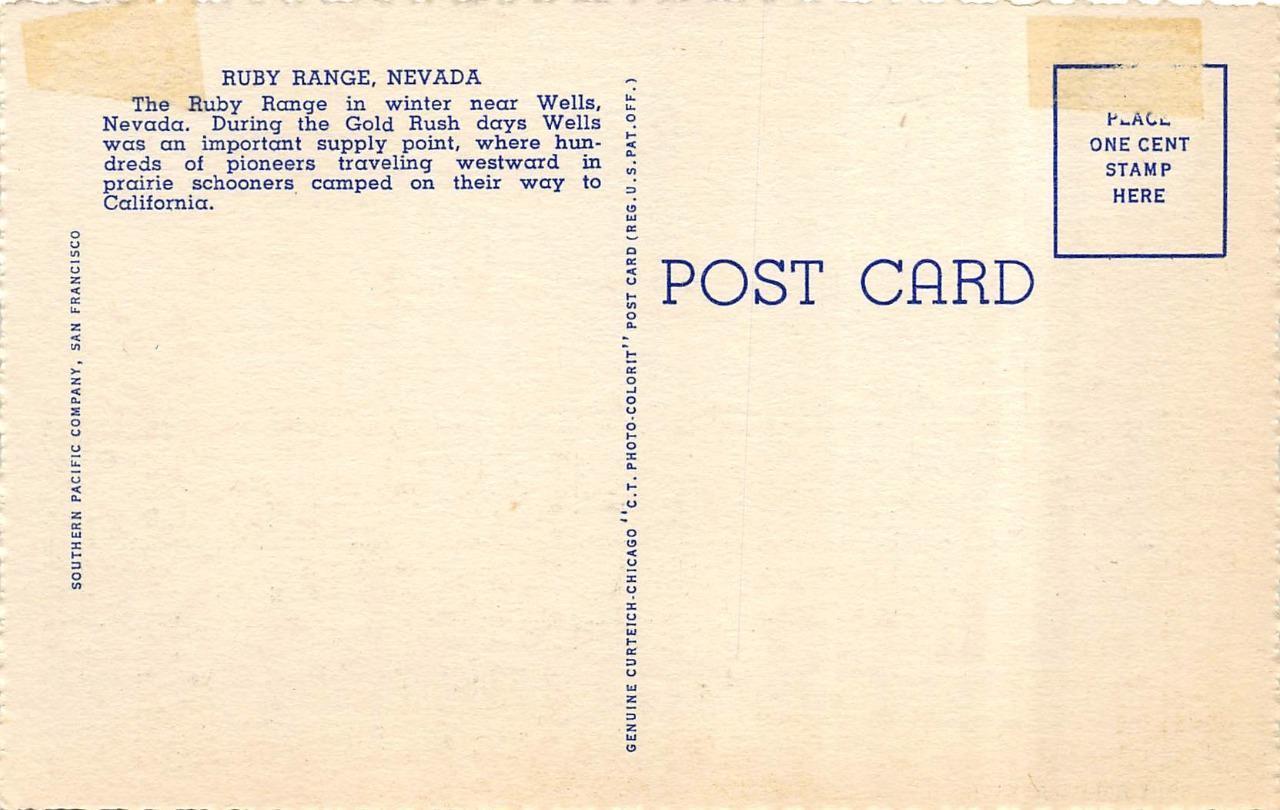 RUBY RANGE, NEVADA
The Ruby Range in winter near Wells,
Nevada. During the Gold Rush days Wells
was an important supply point, where hun-
dreds of pioneers traveling westward in
prairie schooners camped on their way to
California.
SOUTHERN PACIFIC COMPANY, SAN FRANCISCO
GENUINE CURTEICH-CHICAGO "C.T. PHOTO-COLORIT" POST CARD (REG. U.S. PAT. OFF.)
POST CARD
PLACE
ONE CENT
STAMP
HERE